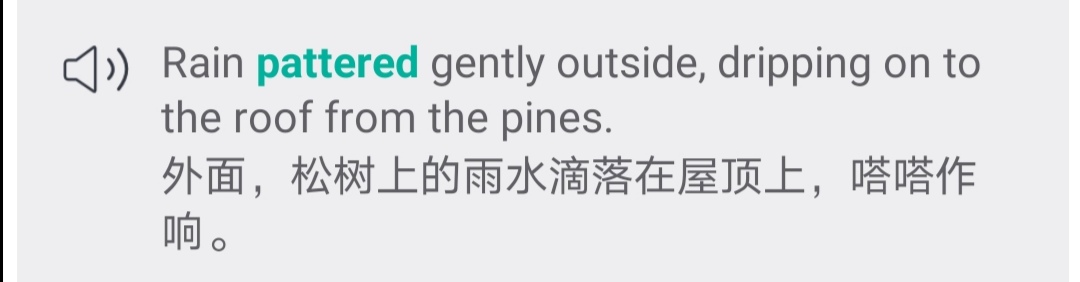 Rain pattered gently outside, dripping on to
the roof from the pines.
外面，松树上的雨水滴落在屋顶上，嗒嗒作
响。